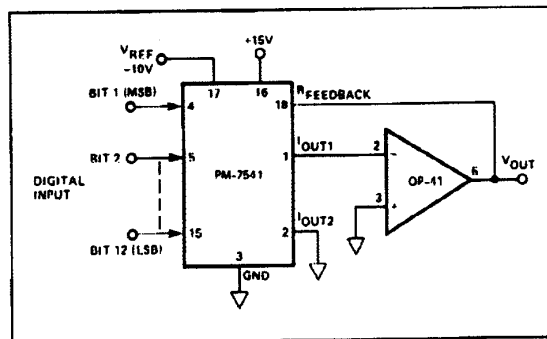 VREF
-10V
+15V
BIT 1 (MSB)
17
16
RFEEDBACK
4
18
IOUT1
BIT 2
5
1
2
-
VOUT
DIGITAL
INPUT
PM-7541
OP-41
6
IOUT2
3
+
BIT 12 (LSB)
15
2
3
GND